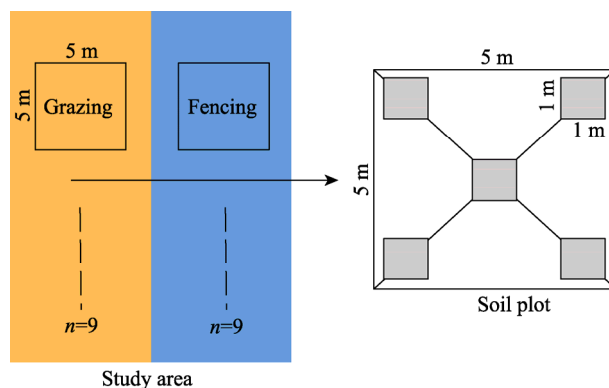 5 m
5 m
Grazing
Fencing
n=9
n=9
Study area
5 m
5 m
1 m
1 m
Soil plot